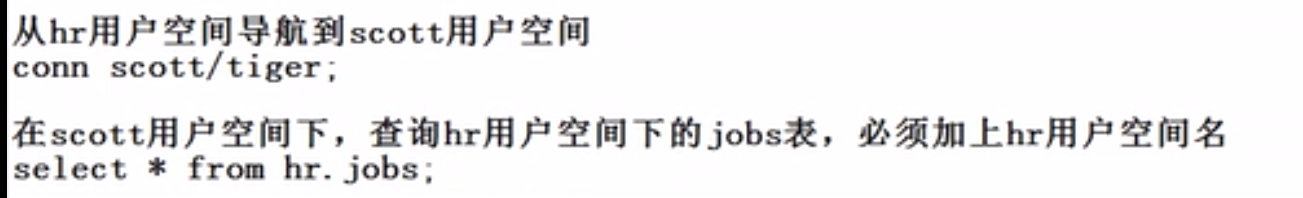 从hr用户空间导航到scott用户空间
conn scott/tiger;
在scott用户空间下，查询hr用户空间下的jobs表，必须加上hr用户空间名
select * from hr.jobs;